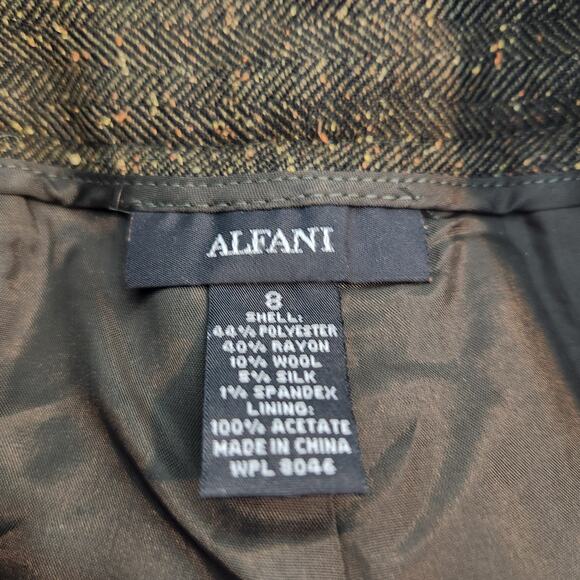 ALFANI
8
SHELL:
44% POLYESTER
40% RAYON
10% WOOL
5% SILK
1% SPANDEX
LINING:
100% ACETATE
MADE IN CHINA
WPL 8046